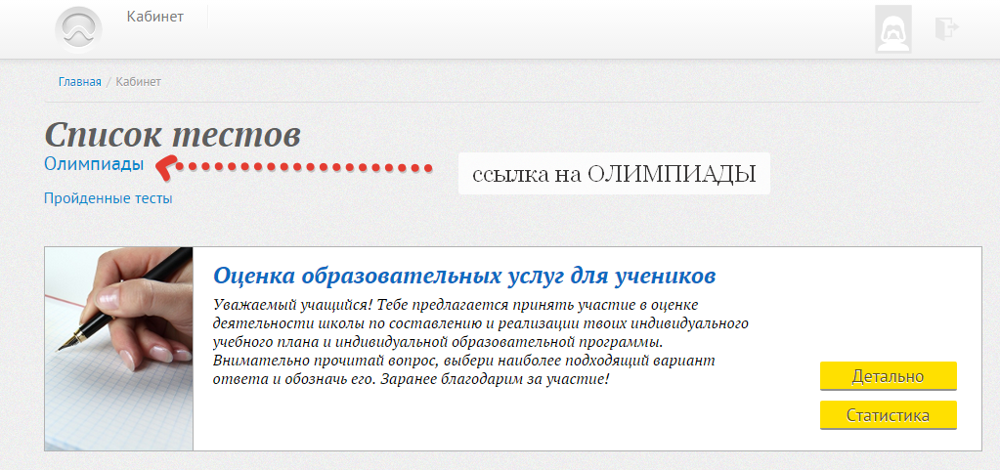 Кабинет
Главная / Кабинет
Список тестов
Олимпиады
ссылка на ОЛИМПИАДЫ
Пройденные тесты
Оценка образовательных услуг для учеников
Уважаемый учащийся! Тебе предлагается принять участие в оценке
деятельности школы по составлению и реализации твоих индивидуального
учебного плана и индивидуальной образовательной программы.
Внимательно прочитай вопрос, выбери наиболее подходящий вариант
ответа и обозначь его. Заранее благодарим за участие!
Детально
Статистика